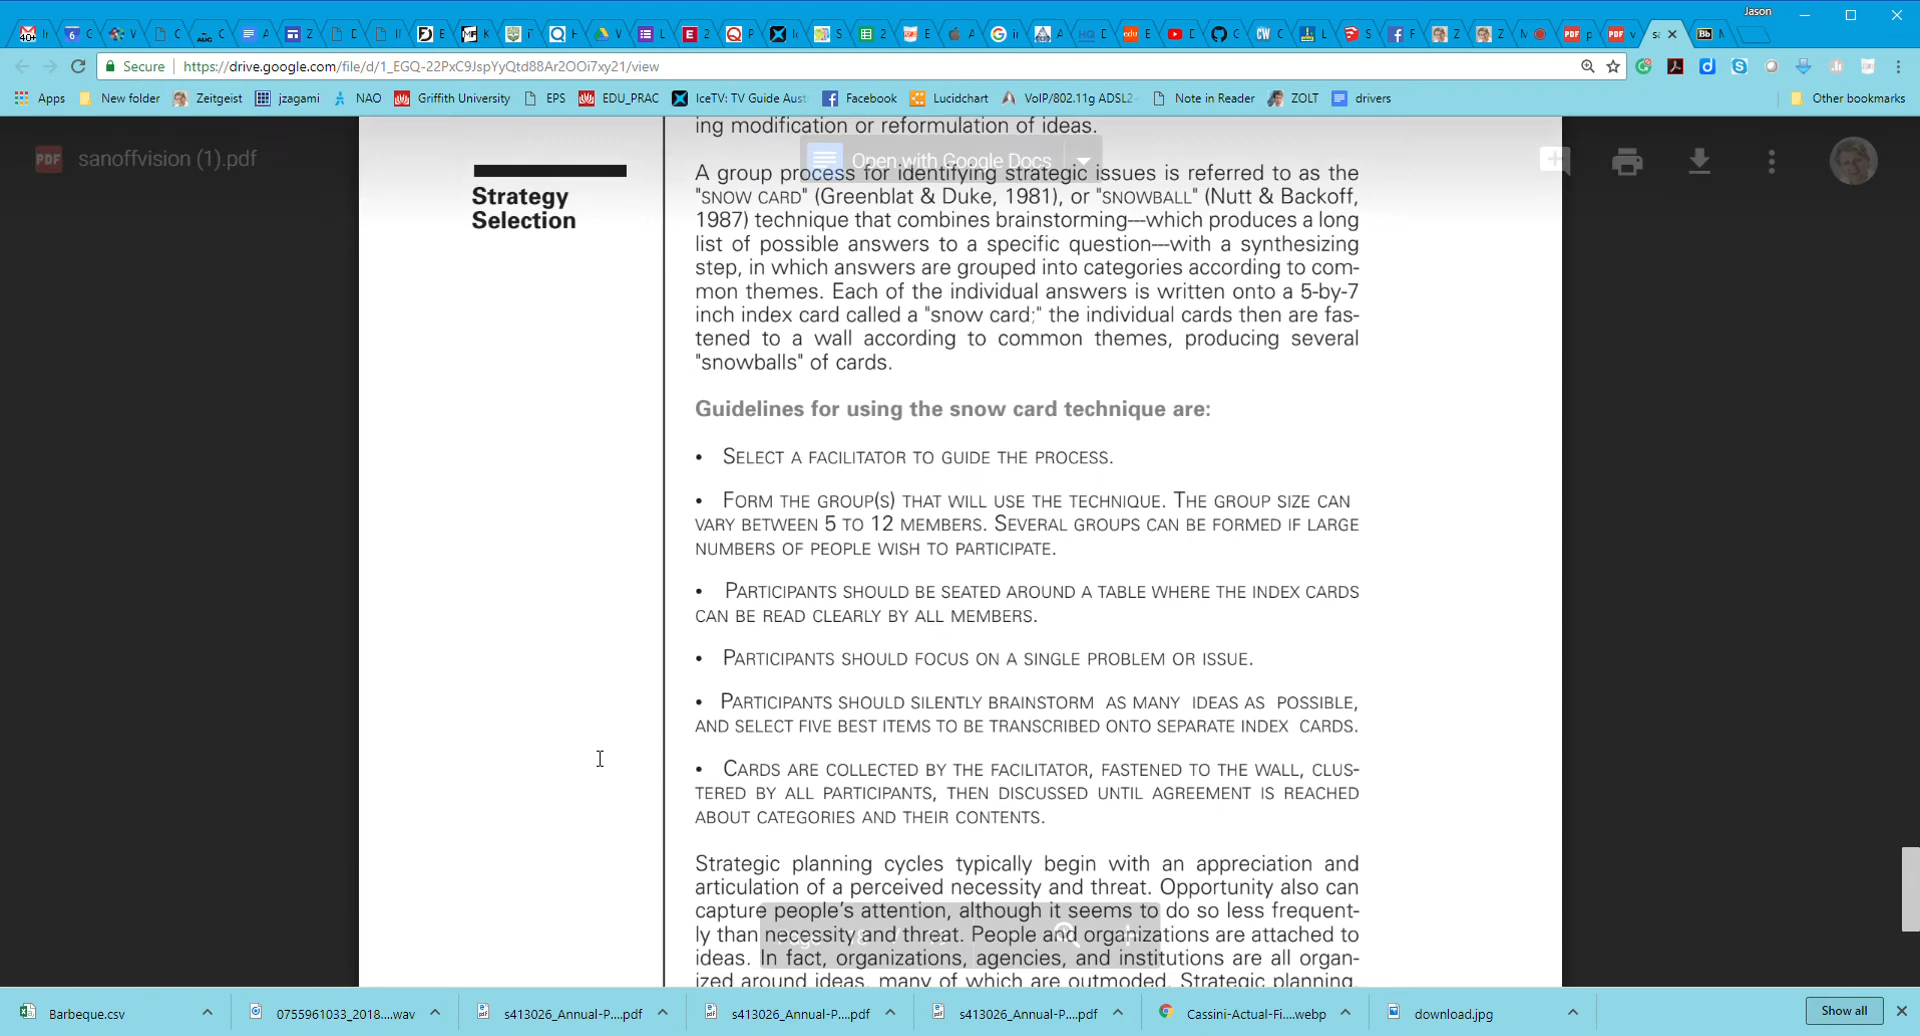 Jason
Secure
https://drive.google.com/file/d/1_EGQ-22PxC9JspYyQtd88Ar2OOi7xy21/view
Apps New folder Zeitgeist jzagami NAO Griffith University EPS EDU_PRAC IceTV: TV Guide Aust Facebook Lucidchart VoIP/802.11g ADSL2 Note in Reader ZOLT drivers Other bookmarks
PDF sanoffvision (1).pdf
Open with Google Docs
ing modification or reformulation of ideas.
Strategy
Selection
A group process for identifying strategic issues is referred to as the
"SNOW CARD" (Greenblat & Duke, 1981), or "SNOWBALL" (Nutt & Backoff,
1987) technique that combines brainstorming---which produces a long
list of possible answers to a specific question---with a synthesizing
step, in which answers are grouped into categories according to com-
mon themes. Each of the individual answers is written onto a 5-by-7
inch index card called a "snow card;" the individual cards then are fas-
tened to a wall according to common themes, producing several
"snowballs" of cards.
Guidelines for using the snow card technique are:
• SELECT A FACILITATOR TO GUIDE THE PROCESS.
• FORM THE GROUP(S) THAT WILL USE THE TECHNIQUE. THE GROUP SIZE CAN
VARY BETWEEN 5 TO 12 MEMBERS. SEVERAL GROUPS CAN BE FORMED IF LARGE
NUMBERS OF PEOPLE WISH TO PARTICIPATE.
• PARTICIPANTS SHOULD BE SEATED AROUND A TABLE WHERE THE INDEX CARDS
CAN BE READ CLEARLY BY ALL MEMBERS.
• PARTICIPANTS SHOULD FOCUS ON A SINGLE PROBLEM OR ISSUE.
• PARTICIPANTS SHOULD SILENTLY BRAINSTORM AS MANY IDEAS AS POSSIBLE,
AND SELECT FIVE BEST ITEMS TO BE TRANSCRIBED ONTO SEPARATE INDEX CARDS.
• CARDS ARE COLLECTED BY THE FACILITATOR, FASTENED TO THE WALL, CLUS-
TERED BY ALL PARTICIPANTS, THEN DISCUSSED UNTIL AGREEMENT IS REACHED
ABOUT CATEGORIES AND THEIR CONTENTS.
Strategic planning cycles typically begin with an appreciation and
articulation of a perceived necessity and threat. Opportunity also can
capture people's attention, although it seems to do so less frequent-
ly than necessity and threat. People and organizations are attached to
ideas. In fact, organizations, agencies, and institutions are all organ-
ized around ideas, many of which are outmoded. Strategic planning,
Barbeque.csv 0755961033_2018....wav s413026_Annual-P....pdf s413026_Annual-P....pdf s413026_Annual-P....pdf Cassini-Actual-Fi....webp download.jpg Show all